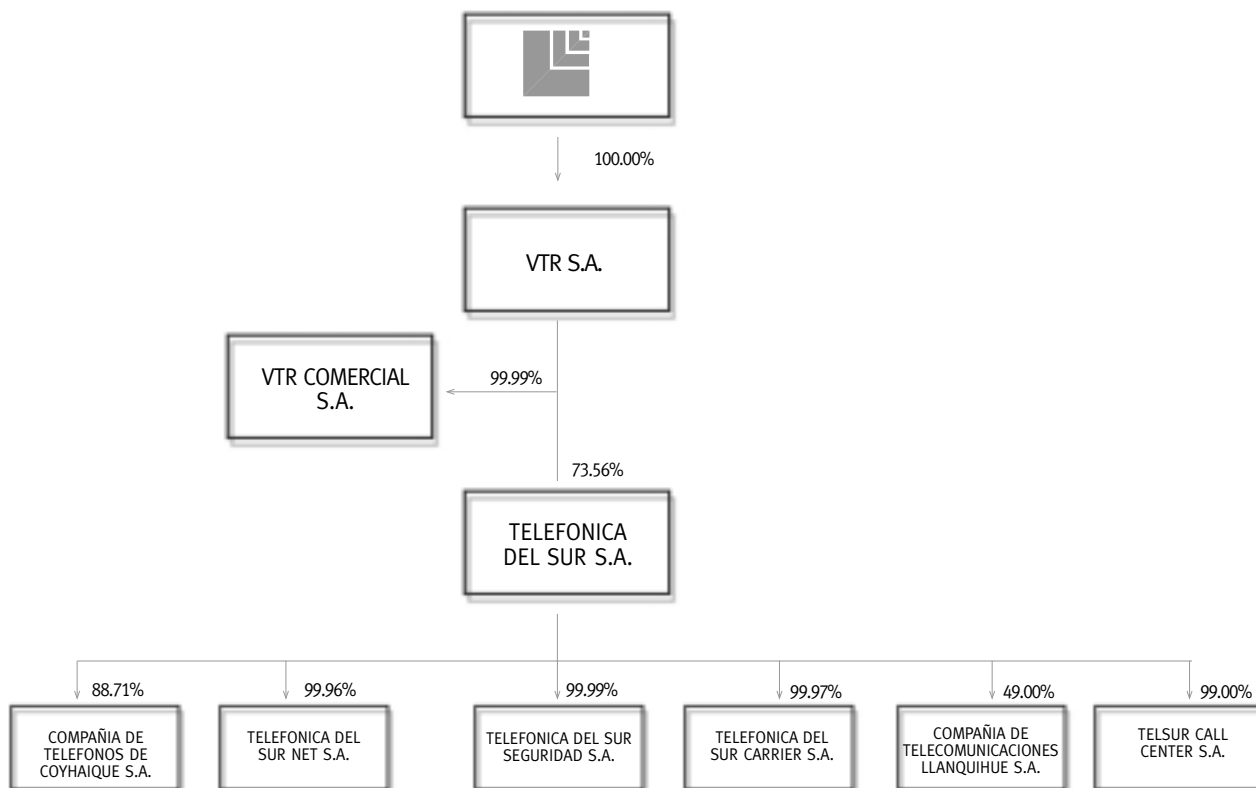 100.00%
VTR S.A.
VTR COMERCIAL
S.A.
99.99%
73.56%
TELEFONICA
DEL SUR S.A.
88.71%
99.96%
99.99%
99.97%
49.00%
99.00%
COMPAÑIA DE
TELEFONOS DE
COYHAIQUE S.A.
TELEFONICA DEL
SUR NET S.A.
TELEFONICA DEL SUR
SEGURIDAD S.A.
TELEFONICA DEL
SUR CARRIER S.A.
COMPAÑIA DE
TELECOMUNICACIONES
LLANQUIHUE S.A.
TELSUR CALL
CENTER S.A.